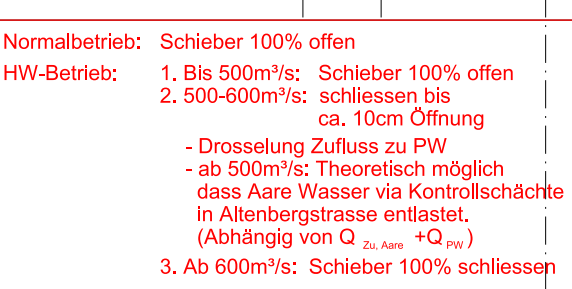 Normalbetrieb: Schieber 100% offen
HW-Betrieb: 1. Bis 500m³/s: Schieber 100% offen
2. 500-600m³/s: schliessen bis
ca. 10cm Öffnung
- Drosselung Zufluss zu PW
- ab 500m³/s: Theoretisch möglich
dass Aare Wasser via Kontrollschächte
in Altenbergstrasse entlastet.
(Abhängig von Q Zu, Aare +Q PW )
3. Ab 600m³/s: Schieber 100% schliessen